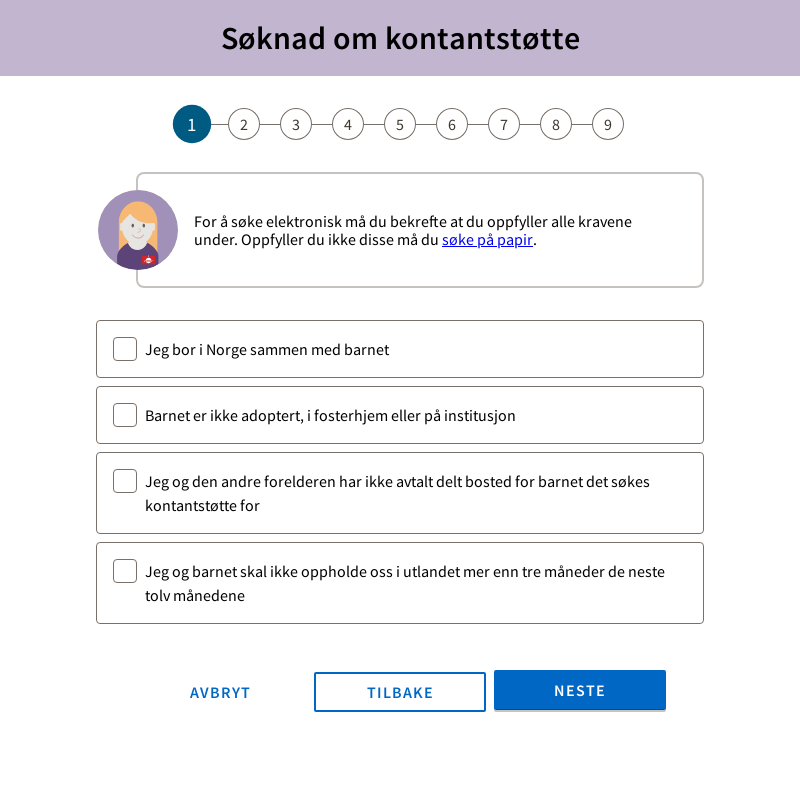 Søknad om kontantstøtte
1 2 3 4 5 6 7 8 9
For å søke elektronisk må du bekrefte at du oppfyller alle kravene
under. Oppfyller du ikke disse må du søke på papir.
Jeg bor i Norge sammen med barnet
Barnet er ikke adoptert, i fosterhjem eller på institusjon
Jeg og den andre forelderen har ikke avtalt delt bosted for barnet det søkes
kontantstøtte for
Jeg og barnet skal ikke oppholde oss i utlandet mer enn tre måneder de neste
tolv månedene
AVBRYT TILBAKE NESTE